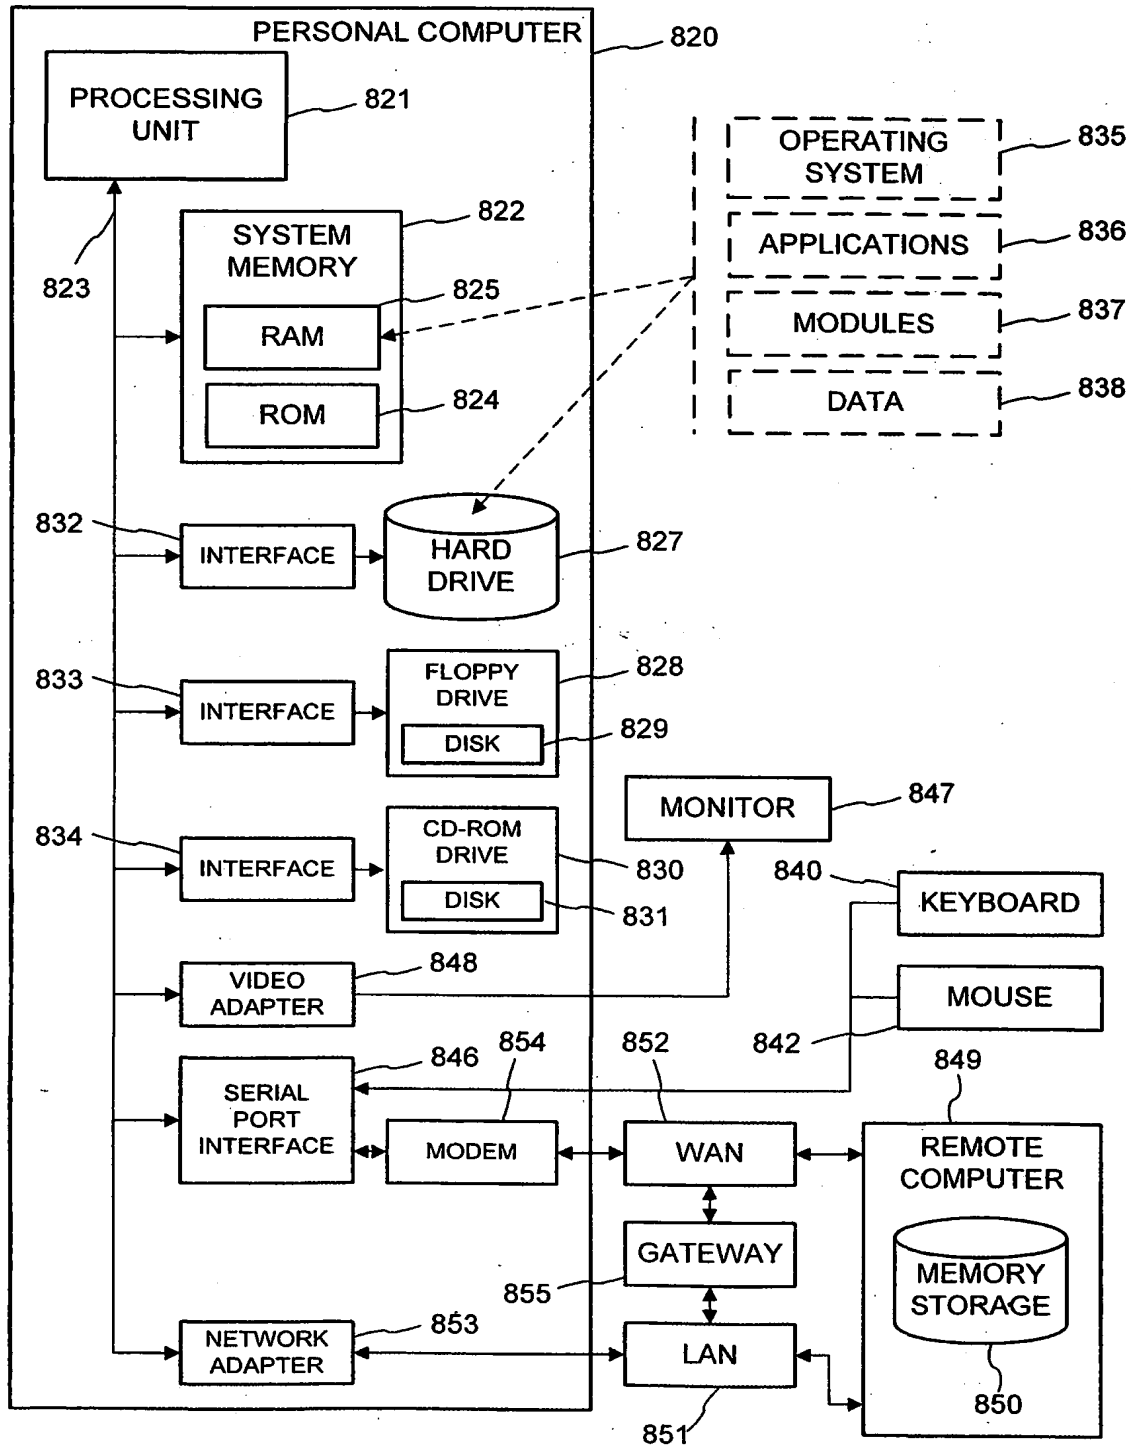 PERSONAL COMPUTER
820
PROCESSING
UNIT
821
823
SYSTEM
MEMORY
822
RAM
825
ROM
824
OPERATING
SYSTEM
835
APPLICATIONS
836
MODULES
837
DATA
838
832
INTERFACE
HARD
DRIVE
827
833
INTERFACE
FLOPPY
DRIVE
828
DISK
829
834
INTERFACE
CD-ROM
DRIVE
830
DISK
831
MONITOR
847
840
KEYBOARD
MOUSE
842
VIDEO
ADAPTER
848
SERIAL
PORT
INTERFACE
846
854
MODEM
852
WAN
849
REMOTE
COMPUTER
GATEWAY
855
MEMORY
STORAGE
850
NETWORK
ADAPTER
853
LAN
851